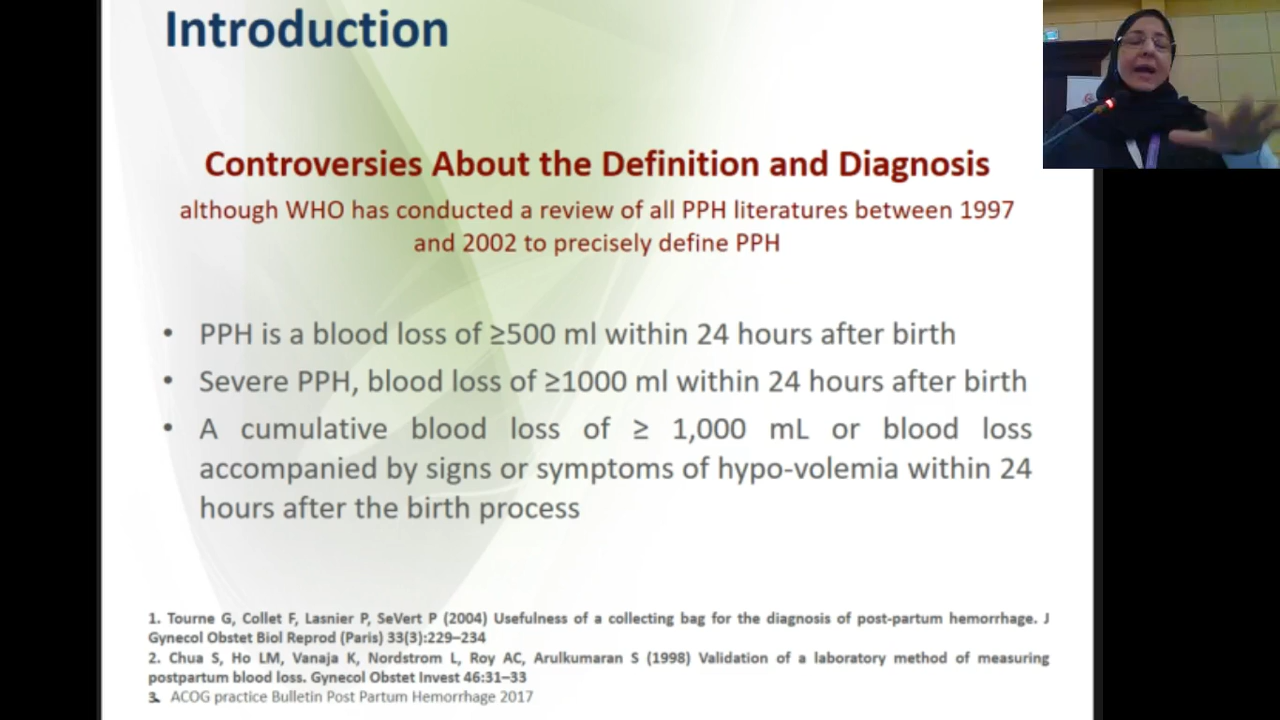 Introduction
Controversies About the Definition and Diagnosis
although WHO has conducted a review of all PPH literatures between 1997
and 2002 to precisely define PPH
• PPH is a blood loss of ≥500 ml within 24 hours after birth
• Severe PPH, blood loss of ≥1000 ml within 24 hours after birth
• A cumulative blood loss of ≥ 1,000 mL or blood loss
accompanied by signs or symptoms of hypo-volemia within 24
hours after the birth process
1. Tourne G, Collet F, Lasnier P, SeVert P (2004) Usefulness of a collecting bag for the diagnosis of post-partum hemorrhage. J
Gynecol Obstet Biol Reprod (Paris) 33(3):229–234
2. Chua S, Ho LM, Vanaja K, Nordstrom L, Roy AC, Arulkumaran S (1998) Validation of a laboratory method of measuring
postpartum blood loss. Gynecol Obstet Invest 46:31–33
3. ACOG practice Bulletin Post Partum Hemorrhage 2017